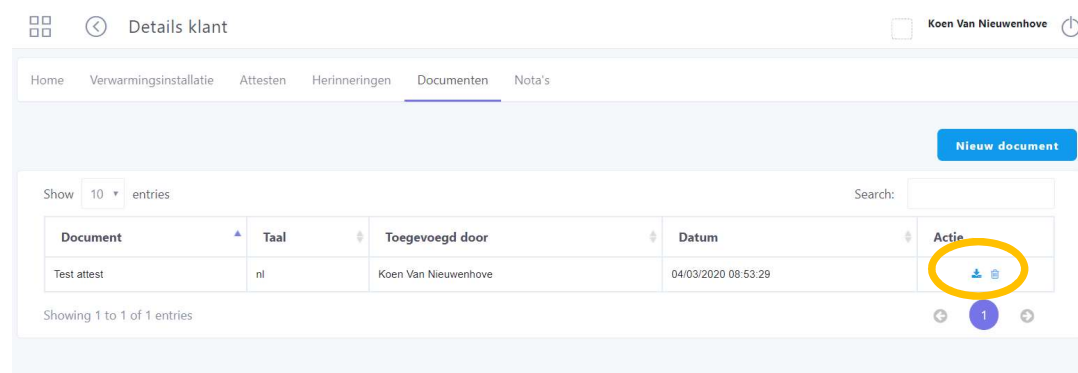 Details klant Koen Van Nieuwenhove
Home Verwarmingsinstallatie Attesten Herinneringen Documenten Nota's
Nieuw document
Show 10 entries Search:
Document Taal Toegevoegd door Datum Actie
Test attest nl Koen Van Nieuwenhove 04/03/2020 08:53:29
Showing 1 to 1 of 1 entries 1